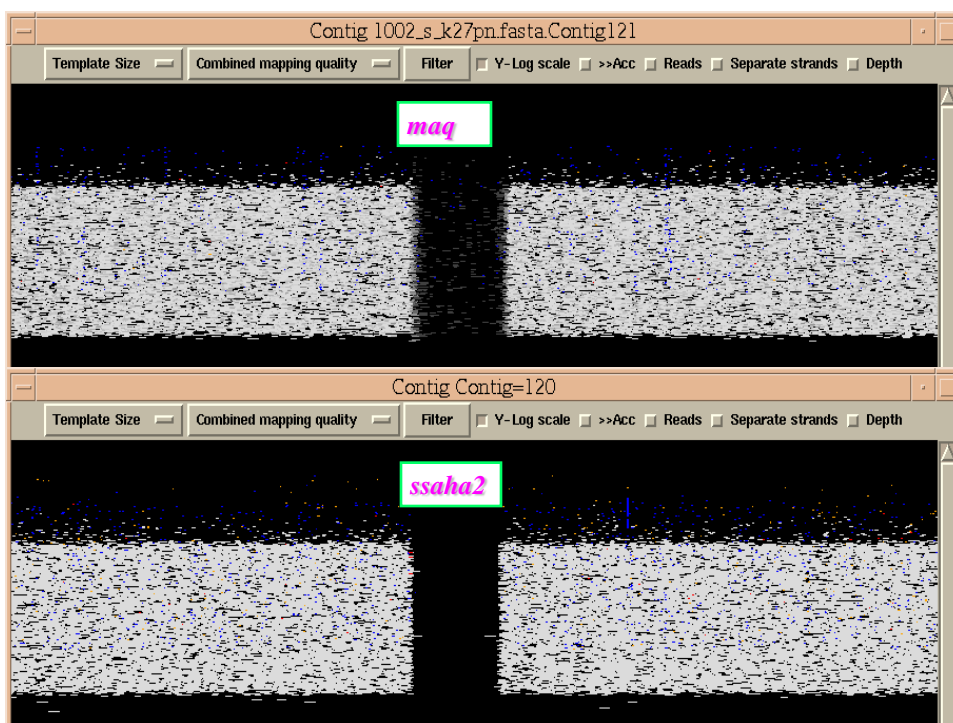 Contig 1002_s_k27pn.fasta.Contig121
Template Size Combined mapping quality Filter Y-Log scale >>Acc Reads Separate strands Depth
maq
Contig Contig=120
Template Size Combined mapping quality Filter Y-Log scale >>Acc Reads Separate strands Depth
ssaha2